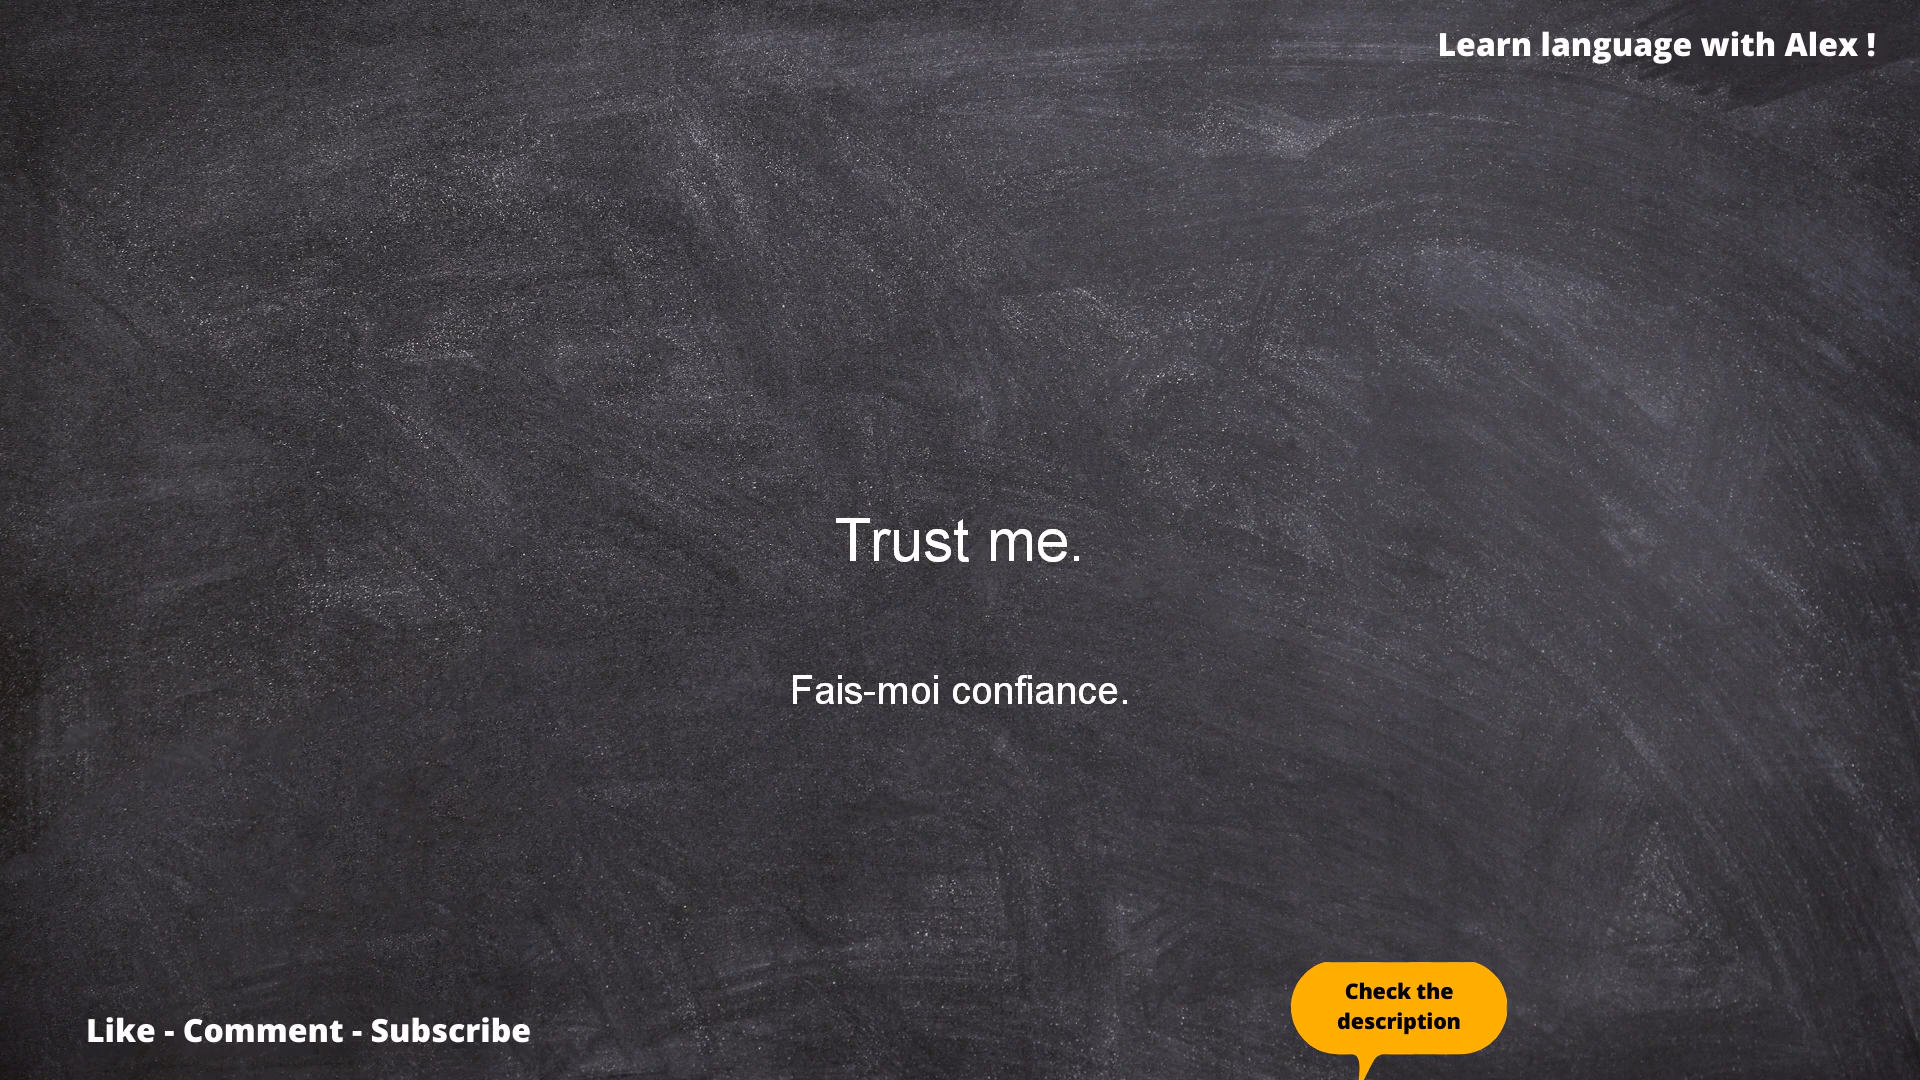 Learn language with Alex !
Trust me.
Fais-moi confiance.
Check the
description
Like - Comment - Subscribe